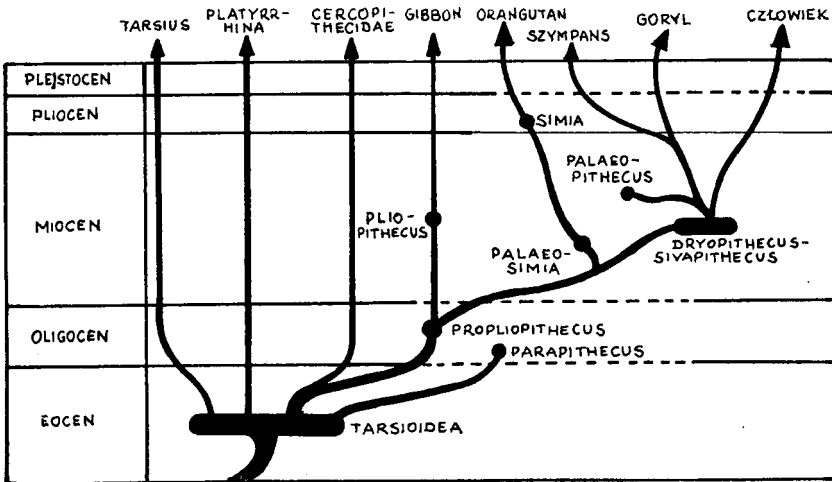 TARSIUS
PLATYRR-
HINA
CERCOPI-
THECIDAE
GIBBON
ORANGUTAN
SZYMPANS
GORYL
CZŁOWIEK
PLEJSTOCEN
PLIOCEN
SIMIA
MIOCEN
PALAEO-
PITHECUS
PLIO-
PITHECUS
PALAEO-
SIMIA
DRYOPITHECUS-
SIVAPITHECUS
OLIGOCEN
PROPLIOPITHECUS
PARAPITHECUS
EOCEN
TARSIOIDEA